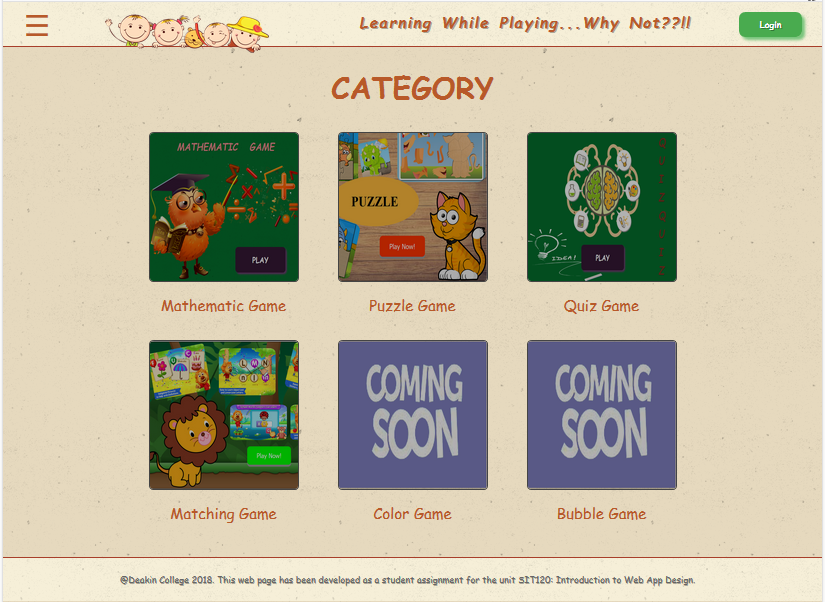 Learning While Playing...Why Not??!!
Login
CATEGORY
MATHEMATIC GAME
PLAY
PUZZLE
Play Now!
IDEA!
PLAY
Mathematic Game
Puzzle Game
Quiz Game
L M N
Play Now!
COMING
SOON
COMING
SOON
Matching Game
Color Game
Bubble Game
@Deakin College 2018. This web page has been developed as a student assignment for the unit SIT120: Introduction to Web App Design.